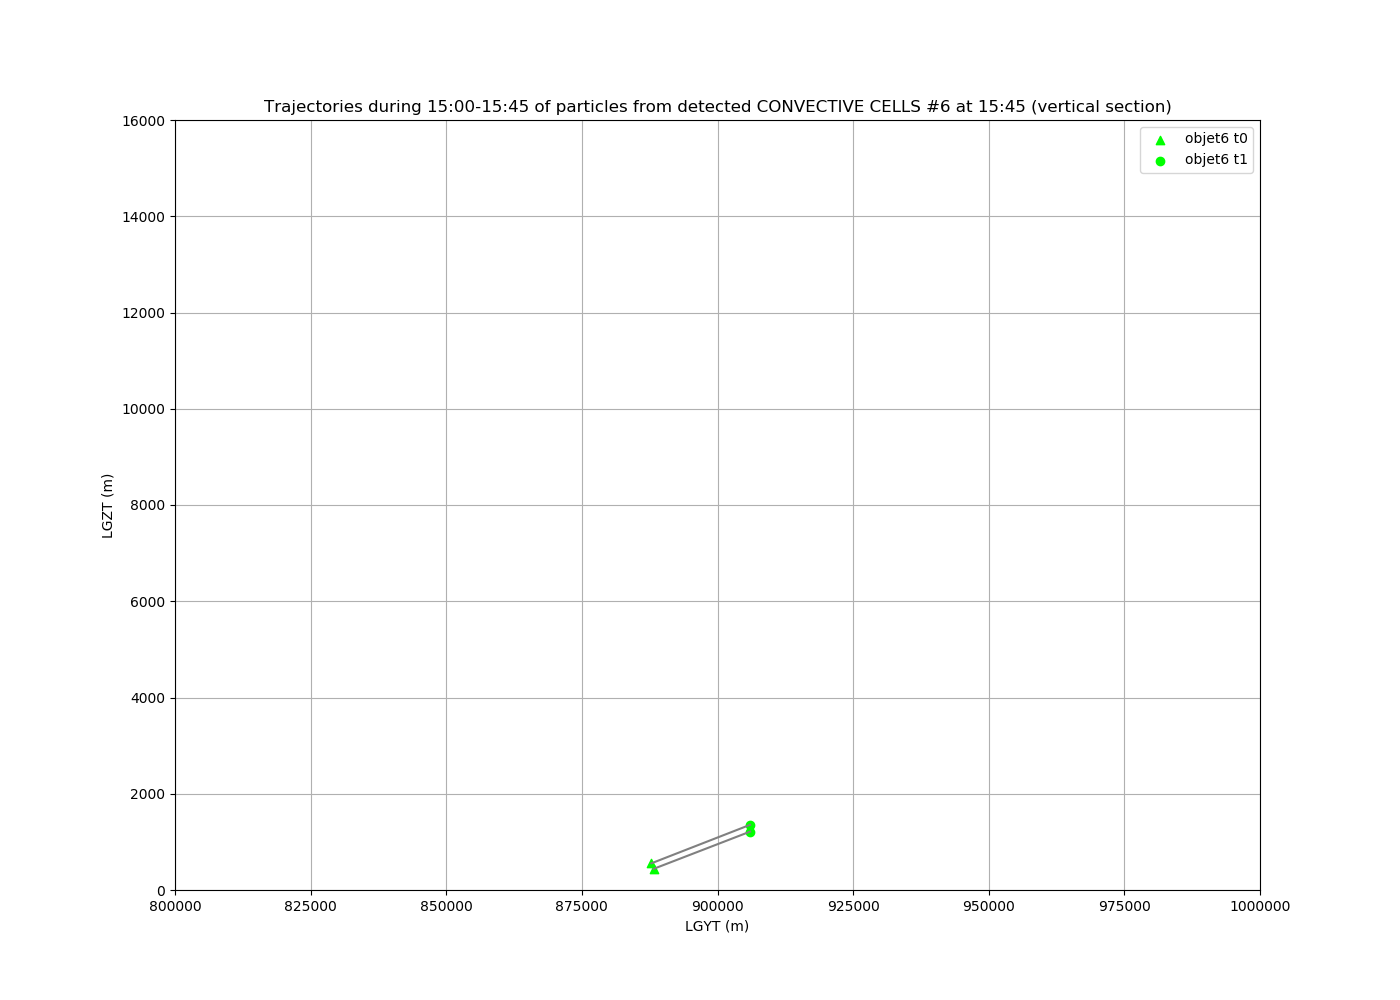 Trajectories during 15:00-15:45 of particles from detected CONVECTIVE CELLS #6 at 15:45 (vertical section)
16000
14000
12000
10000
8000
6000
4000
2000
0
LGZT (m)
objet6 t0
objet6 t1
800000 825000 850000 875000 900000 925000 950000 975000 1000000
LGYT (m)